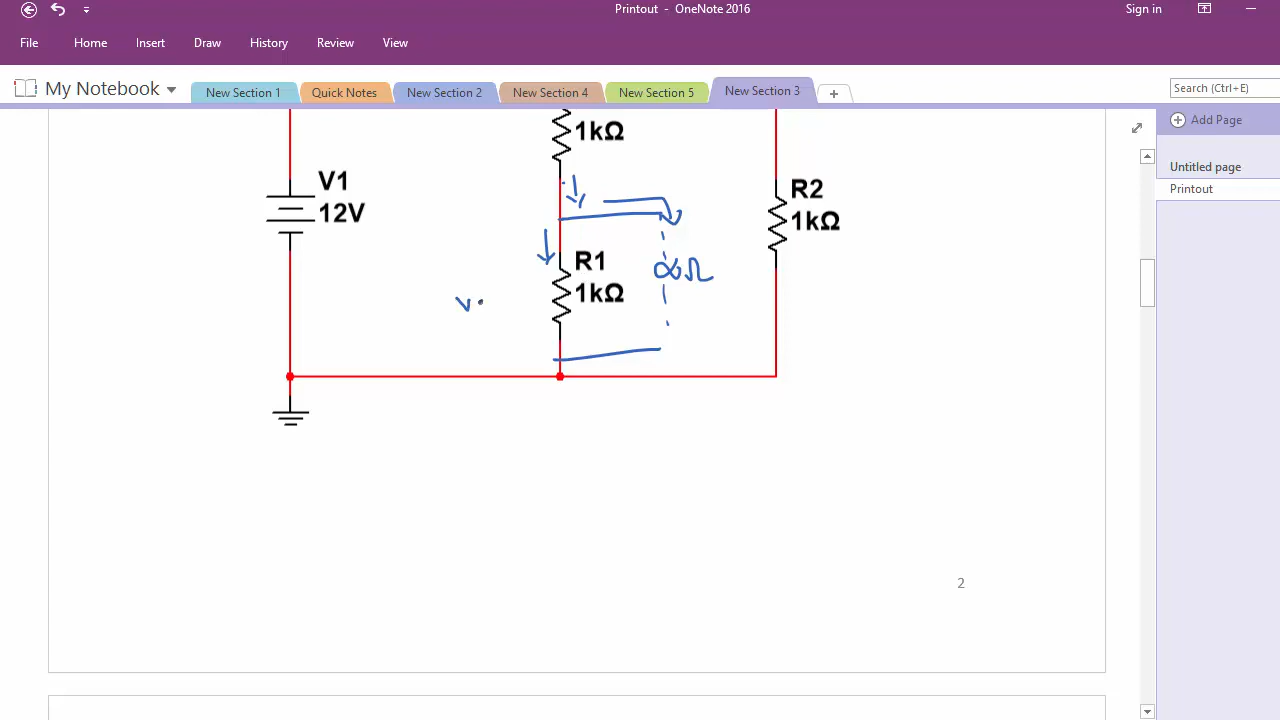 Printout - OneNote 2016
Sign in
File Home Insert Draw History Review View
My Notebook
New Section 1 Quick Notes New Section 2 New Section 4 New Section 5 New Section 3
Search (Ctrl+E)
Add Page
Untitled page
Printout
1kΩ
V1
12V
R2
1kΩ
R1
1kΩ
∝Ω
v
2